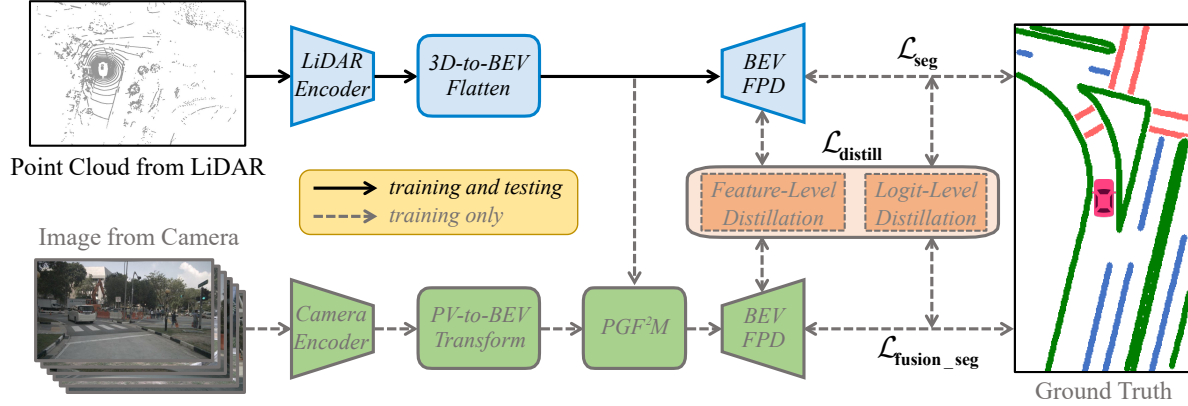 LiDAR
Encoder
3D-to-BEV
Flatten
BEV
FPD
ℒseg
Point Cloud from LiDAR
ℒdistill
training and testing
training only
Feature-Level
Distillation
Logit-Level
Distillation
Image from Camera
Camera
Encoder
PV-to-BEV
Transform
PGF²M
BEV
FPD
ℒfusion_seg
Ground Truth